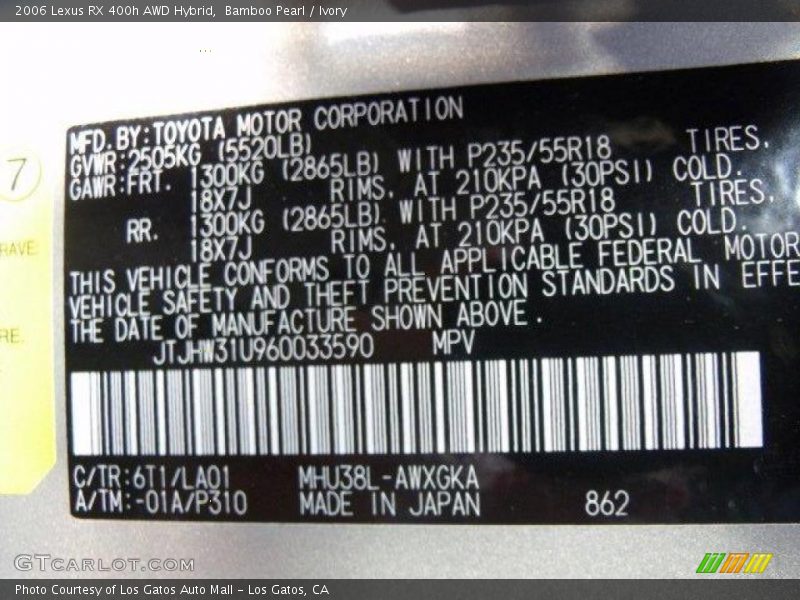 2006 Lexus RX 400h AWD Hybrid,  Bamboo Pearl / Ivory
7
RAVE
RE.
MFD.BY:TOYOTA MOTOR CORPORATION
GVWR:2505KG (5520LB)
GAWR:FRT. 1300KG (2865LB) WITH P235/55R18 TIRES,
18X7J RIMS, AT 210KPA (30PSI) COLD.
RR. 1300KG (2865LB) WITH P235/55R18 TIRES,
18X7J RIMS, AT 210KPA (30PSI) COLD.
THIS VEHICLE CONFORMS TO ALL APPLICABLE FEDERAL MOTOR
VEHICLE SAFETY AND THEFT PREVENTION STANDARDS IN EFFE
THE DATE OF MANUFACTURE SHOWN ABOVE.
JTJHW31U960033590 MPV
C/TR:6T1/LA01 MHU38L-AWXGKA
A/TM:-01A/P310 MADE IN JAPAN 862
GTCARLOT.COM
Photo Courtesy of Los Gatos Auto Mall - Los Gatos, CA